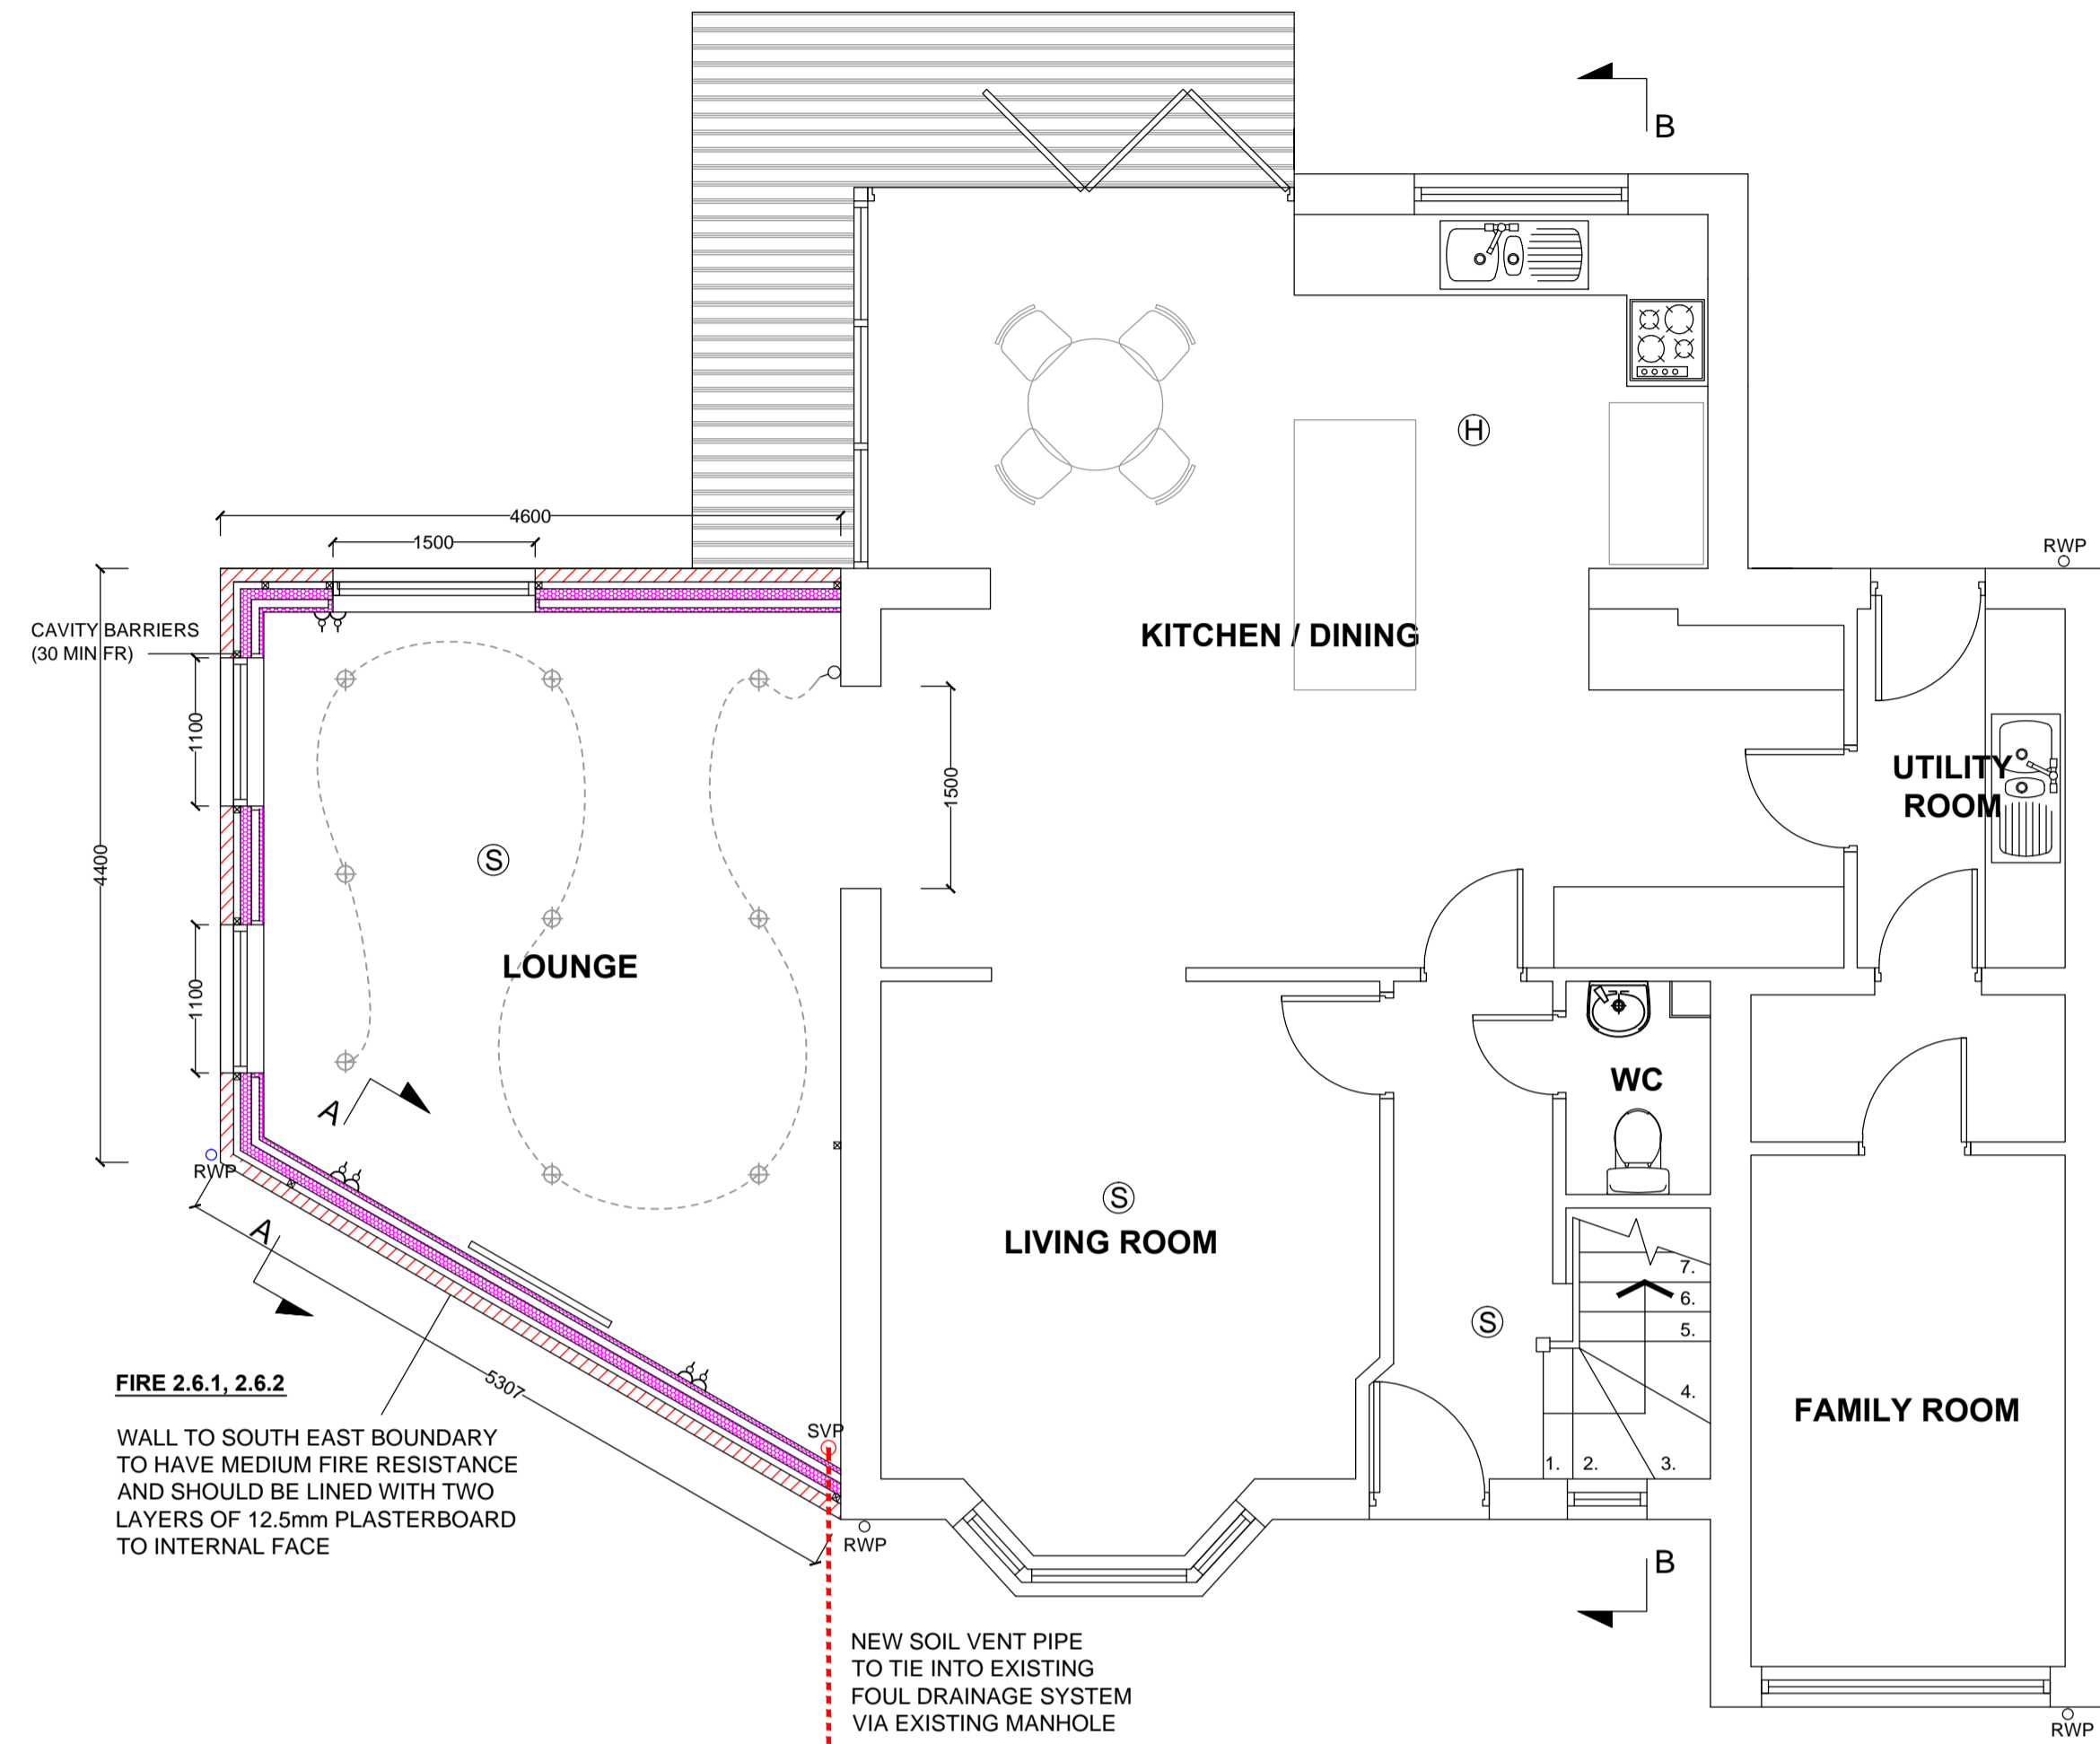 B
4600
1500
RWP
CAVITY BARRIERS
(30 MIN FR)
H
KITCHEN / DINING
1100
1500
UTILITY
ROOM
4400
S
LOUNGE
1100
A
WC
RWP
A
S
LIVING ROOM
S
7.
6.
5.
4.
3.
2.
1.
FAMILY ROOM
5307
SVP
FIRE 2.6.1, 2.6.2
WALL TO SOUTH EAST BOUNDARY
TO HAVE MEDIUM FIRE RESISTANCE
AND SHOULD BE LINED WITH TWO
LAYERS OF 12.5mm PLASTERBOARD
TO INTERNAL FACE
RWP
B
NEW SOIL VENT PIPE
TO TIE INTO EXISTING
FOUL DRAINAGE SYSTEM
VIA EXISTING MANHOLE
RWP